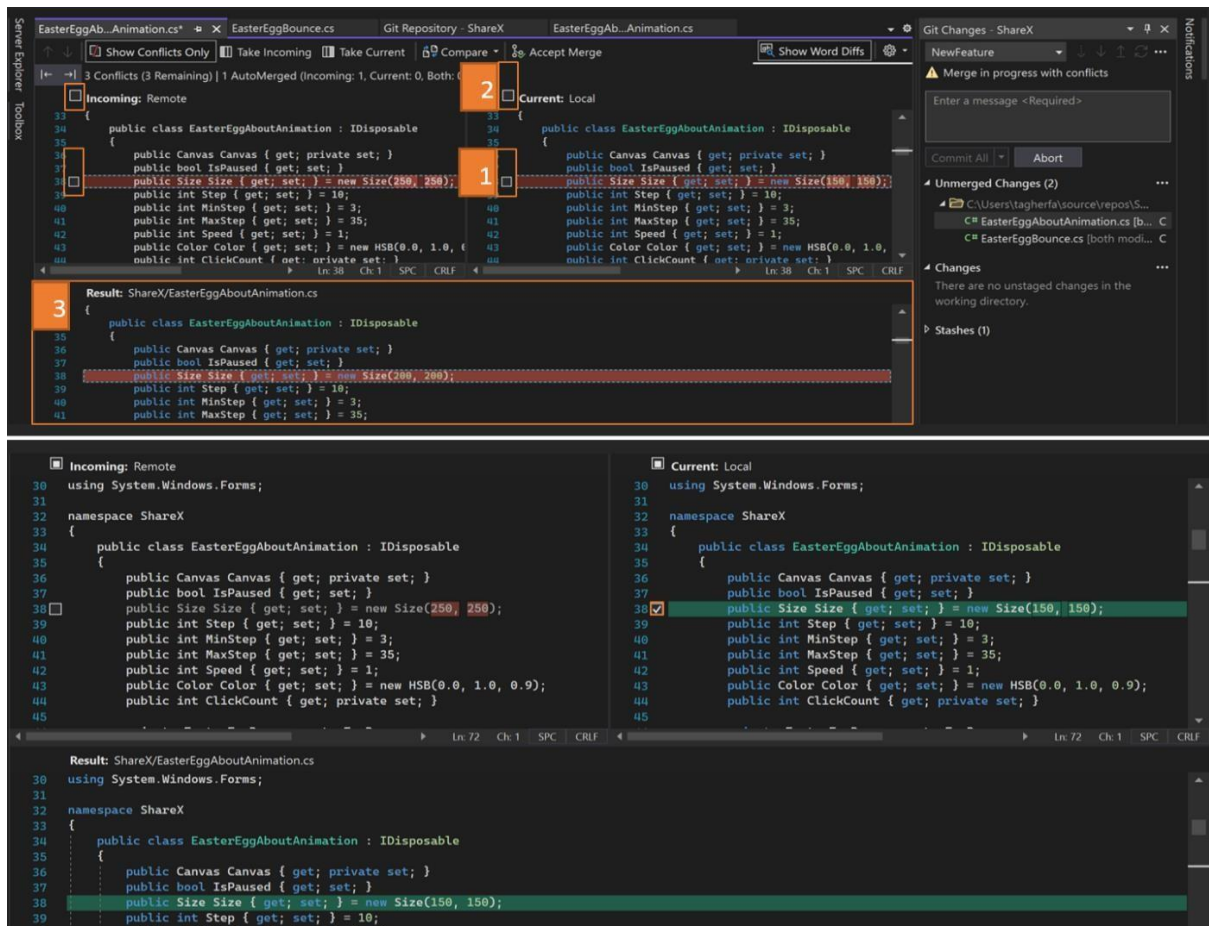 Server Explorer
Toolbox
EasterEggAb...Animation.cs*
EasterEggBounce.cs
Git Repository - ShareX
EasterEggAb...Animation.cs
Show Conflicts Only Take Incoming Take Current Compare Accept Merge Show Word Diffs
3 Conflicts (3 Remaining) | 1 AutoMerged (Incoming: 1, Current: 0, Both:
Incoming: Remote
33 {
34 public class EasterEggAboutAnimation : IDisposable
35 {
36 public Canvas Canvas { get; private set; }
37 public bool IsPaused { get; set; }
38 public Size Size { get; set; } = new Size(250, 250);
39 public int Step { get; set; } = 10;
40 public int MinStep { get; set; } = 3;
41 public int MaxStep { get; set; } = 35;
42 public int Speed { get; set; } = 1;
43 public Color Color { get; set; } = new HSB(0.0, 1.0,
44 public int ClickCount { get; private set; }
Ln: 38 Ch: 1 SPC CRLF
2
Current: Local
33 {
34 public class EasterEggAboutAnimation : IDisposable
35 {
public Canvas Canvas { get; private set; }
public bool IsPaused { get; set; }
1
public Size Size { get; set; } = new Size(150, 150);
public int Step { get; set; } = 10;
40 public int MinStep { get; set; } = 3;
41 public int MaxStep { get; set; } = 35;
42 public int Speed { get; set; } = 1;
43 public Color Color { get; set; } = new HSB(0.0, 1.0,
44 public int ClickCount { get; private set; }
Ln: 38 Ch: 1 SPC CRLF
3
Result: ShareX/EasterEggAboutAnimation.cs
{
public class EasterEggAboutAnimation : IDisposable
35 {
36 public Canvas Canvas { get; private set; }
37 public bool IsPaused { get; set; }
38 public Size Size { get; set; } = new Size(200, 200);
39 public int Step { get; set; } = 10;
40 public int MinStep { get; set; } = 3;
41 public int MaxStep { get; set; } = 35;
Git Changes - ShareX
NewFeature
Merge in progress with conflicts
Enter a message <Required>
Commit All Abort
Unmerged Changes (2)
C:\Users\tagherfa\source\repos\S...
C# EasterEggAboutAnimation.cs [b... C
C# EasterEggBounce.cs [both modi... C
Changes
There are no unstaged changes in the
working directory.
Stashes (1)
Notifications
Incoming: Remote
30 using System.Windows.Forms;
31
32 namespace ShareX
33 {
34 public class EasterEggAboutAnimation : IDisposable
35 {
36 public Canvas Canvas { get; private set; }
37 public bool IsPaused { get; set; }
38 public Size Size { get; set; } = new Size(250, 250);
39 public int Step { get; set; } = 10;
40 public int MinStep { get; set; } = 3;
41 public int MaxStep { get; set; } = 35;
42 public int Speed { get; set; } = 1;
43 public Color Color { get; set; } = new HSB(0.0, 1.0, 0.9);
44 public int ClickCount { get; private set; }
45
Ln: 72 Ch: 1 SPC CRLF
Current: Local
30 using System.Windows.Forms;
31
32 namespace ShareX
33 {
34 public class EasterEggAboutAnimation : IDisposable
35 {
36 public Canvas Canvas { get; private set; }
37 public bool IsPaused { get; set; }
38 public Size Size { get; set; } = new Size(150, 150);
39 public int Step { get; set; } = 10;
40 public int MinStep { get; set; } = 3;
41 public int MaxStep { get; set; } = 35;
42 public int Speed { get; set; } = 1;
43 public Color Color { get; set; } = new HSB(0.0, 1.0, 0.9);
44 public int ClickCount { get; private set; }
45
Ln: 72 Ch: 1 SPC CRLF
Result: ShareX/EasterEggAboutAnimation.cs
30 using System.Windows.Forms;
31
32 namespace ShareX
33 {
34 public class EasterEggAboutAnimation : IDisposable
35 {
36 public Canvas Canvas { get; private set; }
37 public bool IsPaused { get; set; }
38 public Size Size { get; set; } = new Size(150, 150);
39 public int Step { get; set; } = 10;